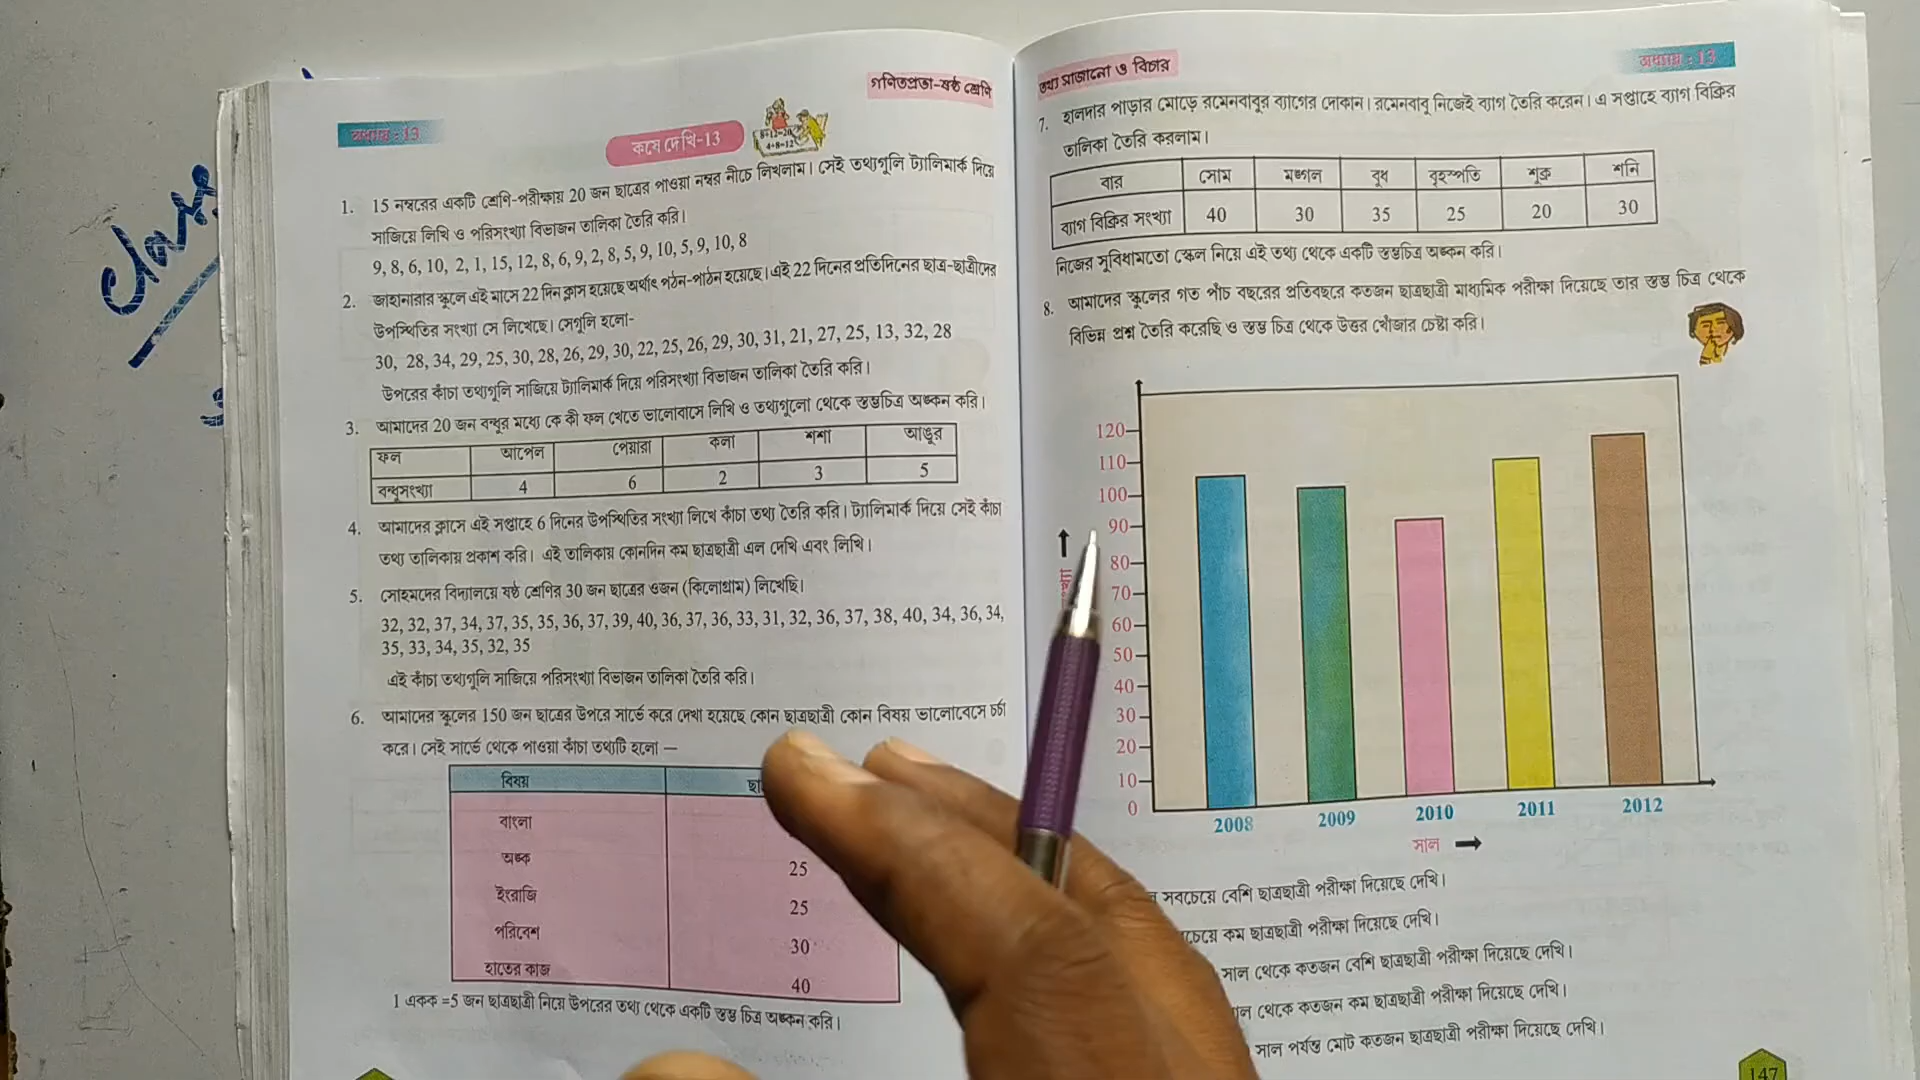 Class
গণিতপ্রভা-ষষ্ঠ শ্রেণি
অধ্যায় : 13
কষে দেখি-13
8+12=20
4+8=12
1. 15 নম্বরের একটি শ্রেণি-পরীক্ষায় 20 জন ছাত্রের পাওয়া নম্বর নীচে লিখলাম। সেই তথ্যগুলি ট্যালিমার্ক দিয়ে
সাজিয়ে লিখি ও পরিসংখ্যা বিভাজন তালিকা তৈরি করি।
9, 8, 6, 10, 2, 1, 15, 12, 8, 6, 9, 2, 8, 5, 9, 10, 5, 9, 10, 8
2. জাহানারার স্কুলে এই মাসে 22 দিন ক্লাস হয়েছে অর্থাৎ পঠন-পাঠন হয়েছে। এই 22 দিনের প্রতিদিনের ছাত্র-ছাত্রীদের
উপস্থিতির সংখ্যা সে লিখেছে। সেগুলি হলো-
30, 28, 34, 29, 25, 30, 28, 26, 29, 30, 22, 25, 26, 29, 30, 31, 21, 27, 25, 13, 32, 28
উপরের কাঁচা তথ্যগুলি সাজিয়ে ট্যালিমার্ক দিয়ে পরিসংখ্যা বিভাজন তালিকা তৈরি করি।
3. আমাদের 20 জন বন্ধুর মধ্যে কে কী ফল খেতে ভালোবাসে লিখি ও তথ্যগুলো থেকে স্তম্ভচিত্র অঙ্কন করি।
ফল আপেল পেয়ারা কলা শশা আঙুর
বন্ধুসংখ্যা 4 6 2 3 5
4. আমাদের ক্লাসে এই সপ্তাহে 6 দিনের উপস্থিতির সংখ্যা লিখে কাঁচা তথ্য তৈরি করি। ট্যালিমার্ক দিয়ে সেই কাঁচা
তথ্য তালিকায় প্রকাশ করি। এই তালিকায় কোনদিন কম ছাত্রছাত্রী এল দেখি এবং লিখি।
5. সোহমদের বিদ্যালয়ে ষষ্ঠ শ্রেণির 30 জন ছাত্রের ওজন (কিলোগ্রাম) লিখেছি।
32, 32, 37, 34, 37, 35, 35, 36, 37, 39, 40, 36, 37, 36, 33, 31, 32, 36, 37, 38, 40, 34, 36, 34,
35, 33, 34, 35, 32, 35
এই কাঁচা তথ্যগুলি সাজিয়ে পরিসংখ্যা বিভাজন তালিকা তৈরি করি।
6. আমাদের স্কুলের 150 জন ছাত্রের উপরে সার্ভে করে দেখা হয়েছে কোন ছাত্রছাত্রী কোন বিষয় ভালোবেসে চর্চা
করে। সেই সার্ভে থেকে পাওয়া কাঁচা তথ্যটি হলো —
বিষয় ছা
বাংলা
অঙ্ক 25
ইংরাজি 25
পরিবেশ 30
হাতের কাজ 40
1 একক =5 জন ছাত্রছাত্রী নিয়ে উপরের তথ্য থেকে একটি স্তম্ভ চিত্র অঙ্কন করি।
তথ্য সাজানো ও বিচার
অধ্যায় : 13
7. হালদার পাড়ার মোড়ে রমেনবাবুর ব্যাগের দোকান। রমেনবাবু নিজেই ব্যাগ তৈরি করেন। এ সপ্তাহে ব্যাগ বিক্রির
তালিকা তৈরি করলাম।
বার সোম মঙ্গল বুধ বৃহস্পতি শুক্র শনি
ব্যাগ বিক্রির সংখ্যা 40 30 35 25 20 30
নিজের সুবিধামতো স্কেল নিয়ে এই তথ্য থেকে একটি স্তম্ভচিত্র অঙ্কন করি।
8. আমাদের স্কুলের গত পাঁচ বছরের প্রতিবছরে কতজন ছাত্রছাত্রী মাধ্যমিক পরীক্ষা দিয়েছে তার স্তম্ভ চিত্র থেকে
বিভিন্ন প্রশ্ন তৈরি করেছি ও স্তম্ভ চিত্র থেকে উত্তর খোঁজার চেষ্টা করি।
120
110
100
90
80
70
60
50
40
30
20
10
0
2008 2009 2010 2011 2012
সাল
সবচেয়ে বেশি ছাত্রছাত্রী পরীক্ষা দিয়েছে দেখি।
চেয়ে কম ছাত্রছাত্রী পরীক্ষা দিয়েছে দেখি।
সাল থেকে কতজন বেশি ছাত্রছাত্রী পরীক্ষা দিয়েছে দেখি।
ল থেকে কতজন কম ছাত্রছাত্রী পরীক্ষা দিয়েছে দেখি।
সাল পর্যন্ত মোট কতজন ছাত্রছাত্রী পরীক্ষা দিয়েছে দেখি।
147